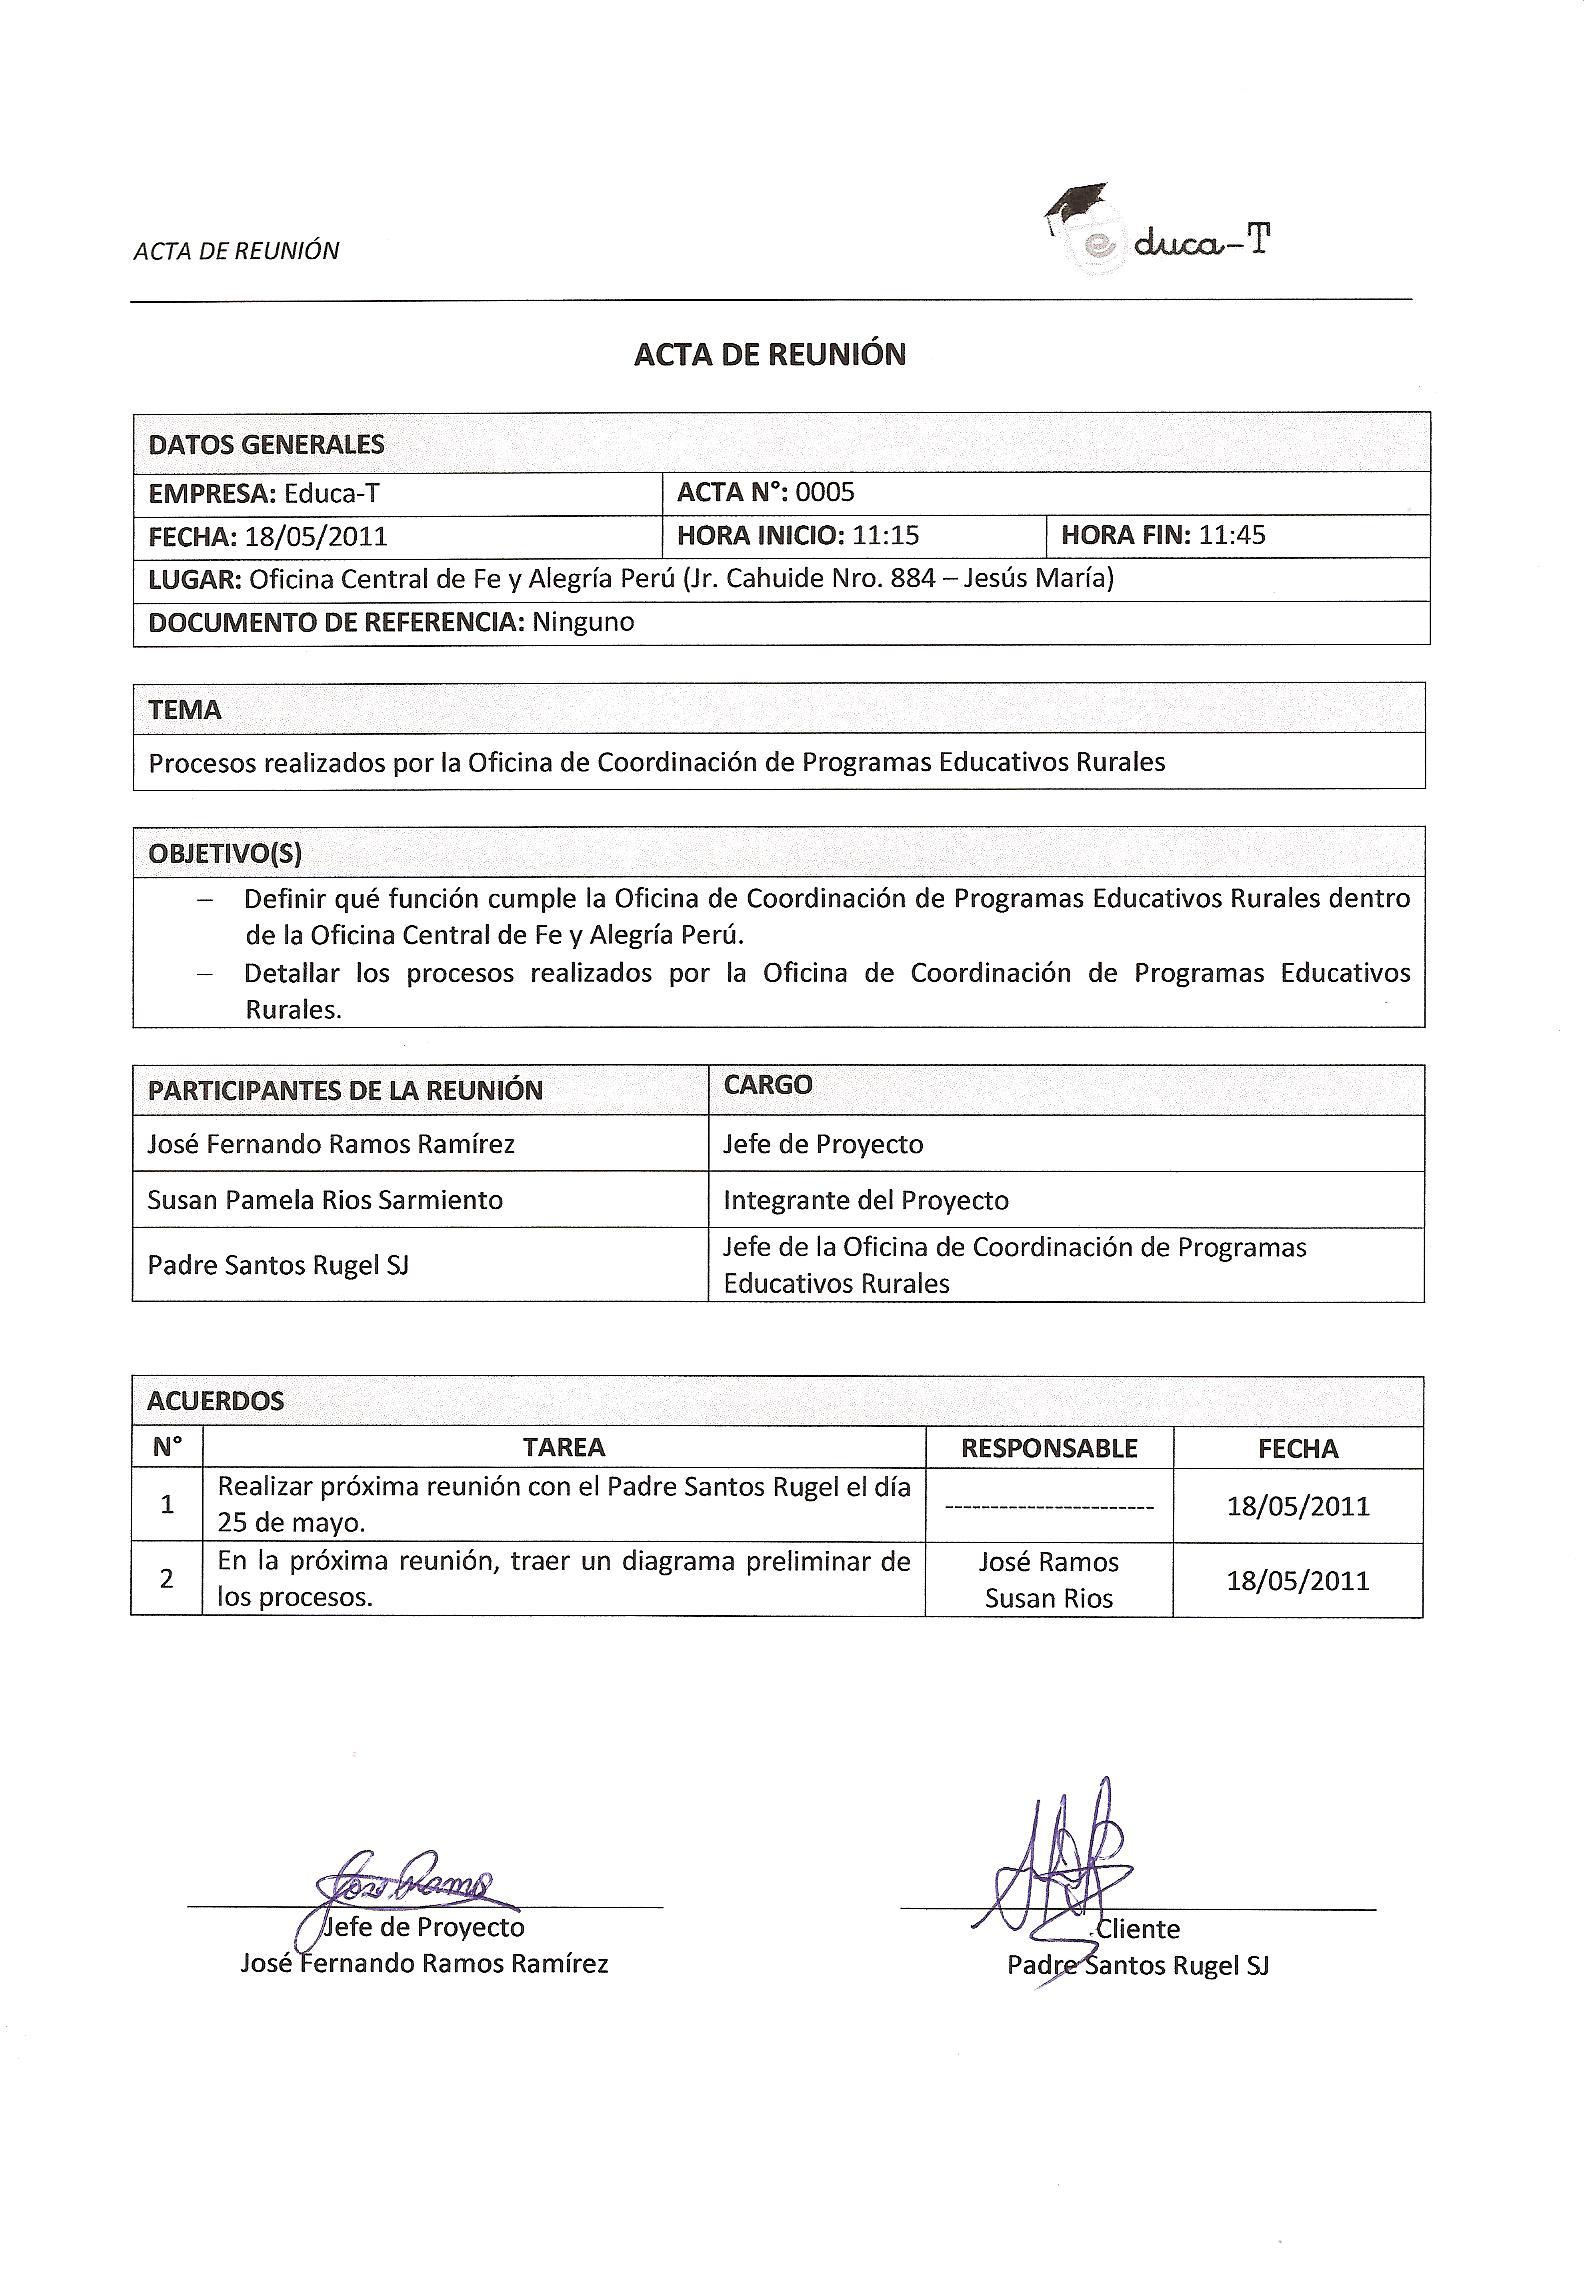 ACTA DE REUNIÓN
educa-T
ACTA DE REUNIÓN
DATOS GENERALES
EMPRESA: Educa-T ACTA N°: 0005
FECHA: 18/05/2011 HORA INICIO: 11:15 HORA FIN: 11:45
LUGAR: Oficina Central de Fe y Alegría Perú (Jr. Cahuide Nro. 884 – Jesús María)
DOCUMENTO DE REFERENCIA: Ninguno
TEMA
Procesos realizados por la Oficina de Coordinación de Programas Educativos Rurales
OBJETIVO(S)
– Definir qué función cumple la Oficina de Coordinación de Programas Educativos Rurales dentro
de la Oficina Central de Fe y Alegría Perú.
– Detallar los procesos realizados por la Oficina de Coordinación de Programas Educativos
Rurales.
PARTICIPANTES DE LA REUNIÓN CARGO
José Fernando Ramos Ramírez Jefe de Proyecto
Susan Pamela Rios Sarmiento Integrante del Proyecto
Padre Santos Rugel SJ Jefe de la Oficina de Coordinación de Programas
Educativos Rurales
ACUERDOS
N° TAREA RESPONSABLE FECHA
1 Realizar próxima reunión con el Padre Santos Rugel el día
25 de mayo. ----------------------- 18/05/2011
2 En la próxima reunión, traer un diagrama preliminar de
los procesos. José Ramos
Susan Rios 18/05/2011
José Ramos
Jefe de Proyecto
José Fernando Ramos Ramírez
Cliente
Padre Santos Rugel SJ